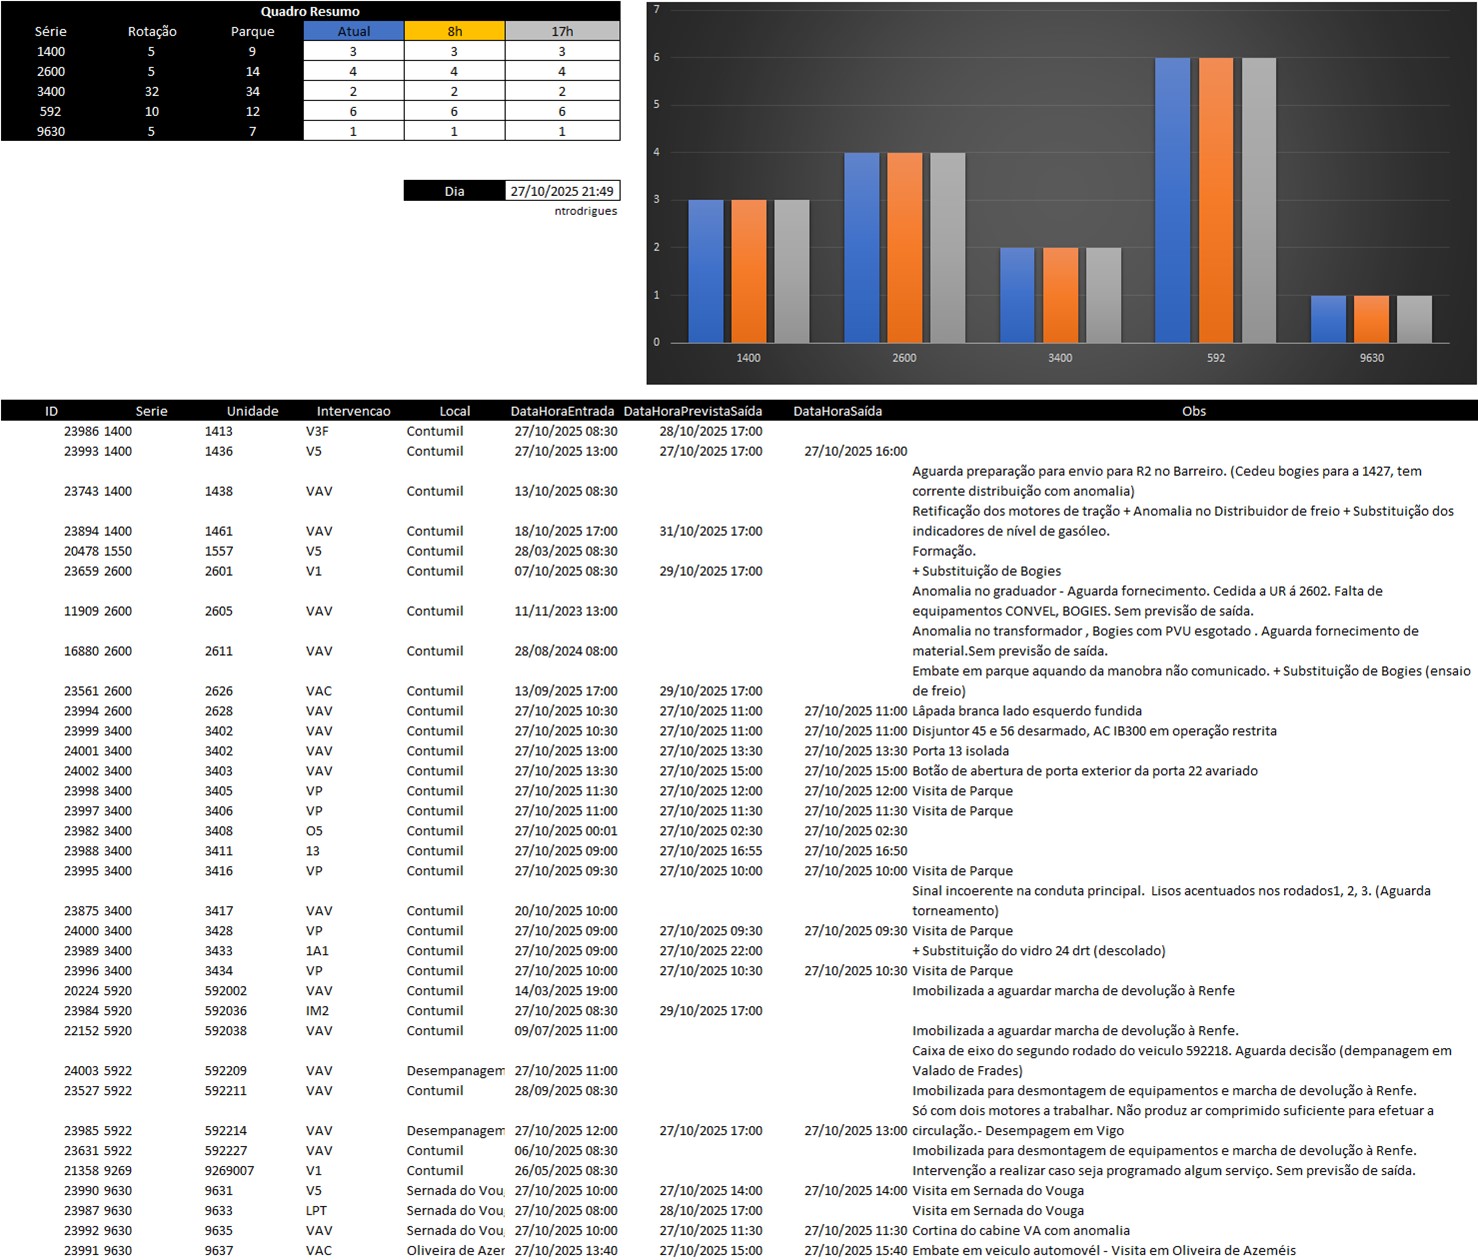 Quadro Resumo
Série Rotação Parque Atual 8h 17h
1400 5 9 3 3 3
2600 5 14 4 4 4
3400 32 34 2 2 2
592 10 12 6 6 6
9630 5 7 1 1 1
Dia 27/10/2025 21:49
ntrodrigues
7
6
5
4
3
2
1
0
1400 2600 3400 592 9630
ID Serie Unidade Intervencao Local DataHoraEntrada DataHoraPrevistaSaída DataHoraSaída Obs
23986 1400 1413 V3F Contumil 27/10/2025 08:30 28/10/2025 17:00
23993 1400 1436 V5 Contumil 27/10/2025 13:00 27/10/2025 17:00 27/10/2025 16:00
Aguarda preparação para envio para R2 no Barreiro. (Cedeu bogies para a 1427, tem
23743 1400 1438 VAV Contumil 13/10/2025 08:30 corrente distribuição com anomalia)
Retificação dos motores de tração + Anomalia no Distribuidor de freio + Substituição dos
23894 1400 1461 VAV Contumil 18/10/2025 17:00 31/10/2025 17:00 indicadores de nível de gasóleo.
20478 1550 1557 V5 Contumil 28/03/2025 08:30 Formação.
23659 2600 2601 V1 Contumil 07/10/2025 08:30 29/10/2025 17:00 + Substituição de Bogies
Anomalia no graduador - Aguarda fornecimento. Cedida a UR á 2602. Falta de
11909 2600 2605 VAV Contumil 11/11/2023 13:00 equipamentos CONVEL, BOGIES. Sem previsão de saída.
Anomalia no transformador , Bogies com PVU esgotado . Aguarda fornecimento de
16880 2600 2611 VAV Contumil 28/08/2024 08:00 material.Sem previsão de saída.
Embate em parque aquando da manobra não comunicado. + Substituição de Bogies (ensaio
23561 2600 2626 VAC Contumil 13/09/2025 17:00 29/10/2025 17:00 de freio)
23994 2600 2628 VAV Contumil 27/10/2025 10:30 27/10/2025 11:00 27/10/2025 11:00 Lâpada branca lado esquerdo fundida
23999 3400 3402 VAV Contumil 27/10/2025 10:30 27/10/2025 11:00 27/10/2025 11:00 Disjuntor 45 e 56 desarmado, AC IB300 em operação restrita
24001 3400 3402 VAV Contumil 27/10/2025 13:00 27/10/2025 13:30 27/10/2025 13:30 Porta 13 isolada
24002 3400 3403 VAV Contumil 27/10/2025 13:30 27/10/2025 15:00 27/10/2025 15:00 Botão de abertura de porta exterior da porta 22 avariado
23998 3400 3405 VP Contumil 27/10/2025 11:30 27/10/2025 12:00 27/10/2025 12:00 Visita de Parque
23997 3400 3406 VP Contumil 27/10/2025 11:00 27/10/2025 11:30 27/10/2025 11:30 Visita de Parque
23982 3400 3408 O5 Contumil 27/10/2025 00:01 27/10/2025 02:30 27/10/2025 02:30
23988 3400 3411 13 Contumil 27/10/2025 09:00 27/10/2025 16:55 27/10/2025 16:50
23995 3400 3416 VP Contumil 27/10/2025 09:30 27/10/2025 10:00 27/10/2025 10:00 Visita de Parque
Sinal incoerente na conduta principal. Lisos acentuados nos rodados1, 2, 3. (Aguarda
23875 3400 3417 VAV Contumil 20/10/2025 10:00 torneamento)
24000 3400 3428 VP Contumil 27/10/2025 09:00 27/10/2025 09:30 27/10/2025 09:30 Visita de Parque
23989 3400 3433 1A1 Contumil 27/10/2025 09:00 27/10/2025 22:00 + Substituição do vidro 24 drt (descolado)
23996 3400 3434 VP Contumil 27/10/2025 10:00 27/10/2025 10:30 27/10/2025 10:30 Visita de Parque
20224 5920 592002 VAV Contumil 14/03/2025 19:00 Imobilizada a aguardar marcha de devolução à Renfe
23984 5920 592036 IM2 Contumil 27/10/2025 08:30 29/10/2025 17:00
22152 5920 592038 VAV Contumil 09/07/2025 11:00 Imobilizada a aguardar marcha de devolução à Renfe.
Caixa de eixo do segundo rodado do veiculo 592218. Aguarda decisão (dempanagem em
24003 5922 592209 VAV Desempanagem 27/10/2025 11:00 Valado de Frades)
23527 5922 592211 VAV Contumil 28/09/2025 08:30 Imobilizada para desmontagem de equipamentos e marcha de devolução à Renfe.
Só com dois motores a trabalhar. Não produz ar comprimido suficiente para efetuar a
23985 5922 592214 VAV Desempanagem 27/10/2025 12:00 27/10/2025 17:00 27/10/2025 13:00 circulação.- Desempagem em Vigo
23631 5922 592227 VAV Contumil 06/10/2025 08:30 Imobilizada para desmontagem de equipamentos e marcha de devolução à Renfe.
21358 9269 9269007 V1 Contumil 26/05/2025 08:30 Intervenção a realizar caso seja programado algum serviço. Sem previsão de saída.
23990 9630 9631 V5 Sernada do Vou 27/10/2025 10:00 27/10/2025 14:00 27/10/2025 14:00 Visita em Sernada do Vouga
23987 9630 9633 LPT Sernada do Vou 27/10/2025 08:00 28/10/2025 17:00 Visita em Sernada do Vouga
23992 9630 9635 VAV Sernada do Vou 27/10/2025 10:00 27/10/2025 11:30 27/10/2025 11:30 Cortina do cabine VA com anomalia
23991 9630 9637 VAC Oliveira de Azer 27/10/2025 13:40 27/10/2025 15:00 27/10/2025 15:40 Embate em veiculo automovél - Visita em Oliveira de Azeméis